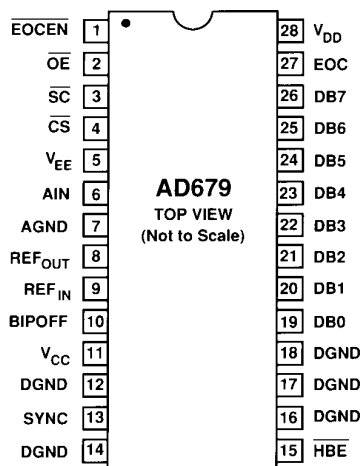 EOCEN 1 28 VDD
OE 2 27 EOC
SC 3 26 DB7
CS 4 25 DB6
VEE 5 24 DB5
AIN 6 AD679 23 DB4
TOP VIEW
AGND 7 (Not to Scale) 22 DB3
REFOUT 8 21 DB2
REFIN 9 20 DB1
BIPOFF 10 19 DB0
VCC 11 18 DGND
DGND 12 17 DGND
SYNC 13 16 DGND
DGND 14 15 HBE